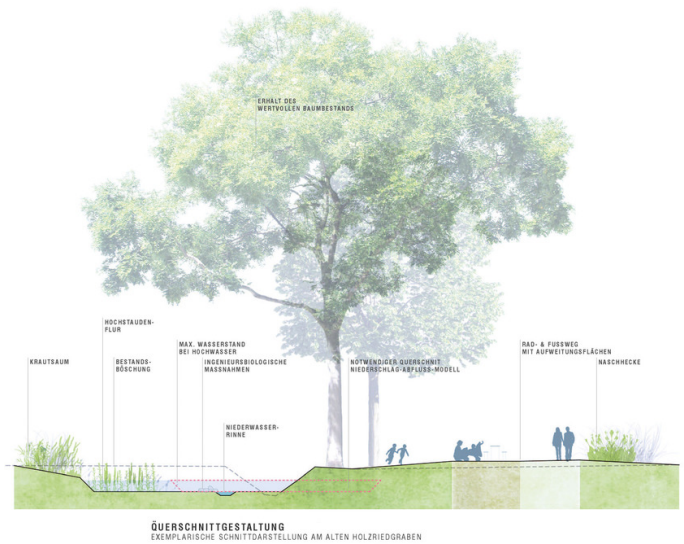 ERHALT DES
WERTVOLLEN BAUMBESTANDS
HOCHSTAUDEN-
FLUR
MAX. WASSERSTAND
BEI HOCHWASSER
RAD- & FUSSWEG
MIT AUFWEITUNGSFLÄCHEN
KRAUTSAUM
BESTANDS-
BÖSCHUNG
INGENIEURSBIOLOGISCHE
MASSNAHMEN
NOTWENDIGER QUERSCHNIT
NIEDERSCHLAG-ABFLUSS-MODELL
NASCHHECKE
NIEDERWASSER-
RINNE
QUERSCHNITTGESTALTUNG
EXEMPLARISCHE SCHNITTDARSTELLUNG AM ALTEN HOLZRIEDGRABEN